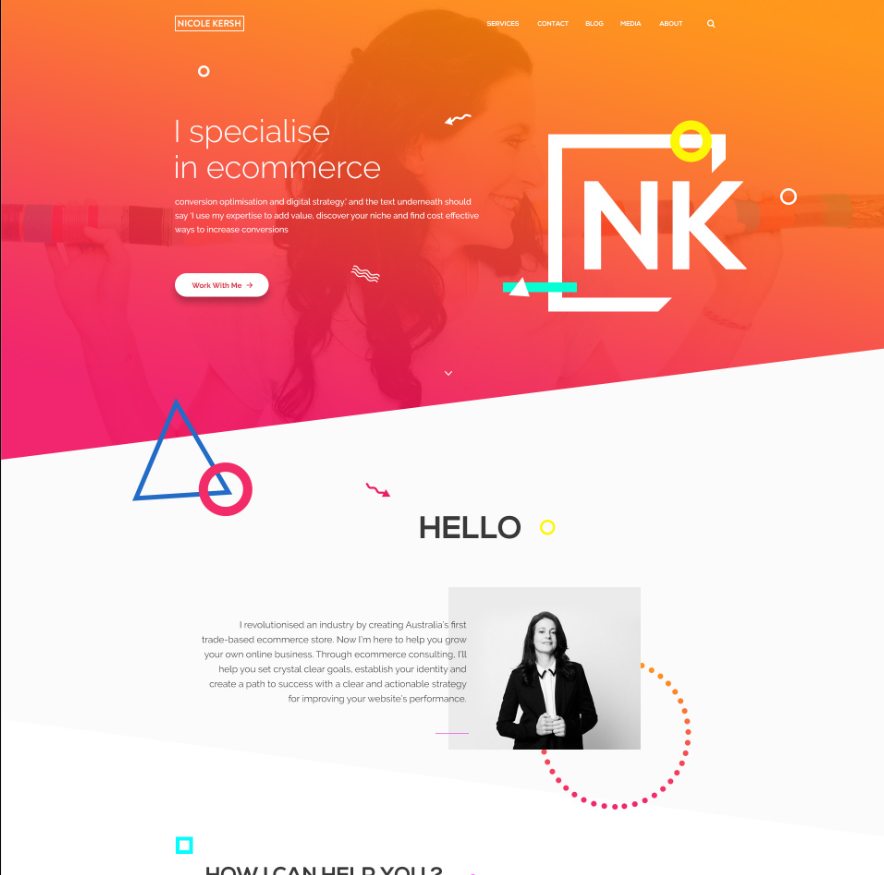 NICOLE KERSH
SERVICES CONTACT BLOG MEDIA ABOUT
I specialise
in ecommerce
conversion optimisation and digital strategy.' and the text underneath should
say 'I use my expertise to add value, discover your niche and find cost effective
ways to increase conversions
Work With Me
NK
HELLO
I revolutionised an industry by creating Australia's first
trade-based ecommerce store. Now I'm here to help you grow
your own online business. Through ecommerce consulting, I'll
help you set crystal clear goals, establish your identity and
create a path to success with a clear and actionable strategy
for improving your website's performance.
HOW I CAN HELP YOU ?